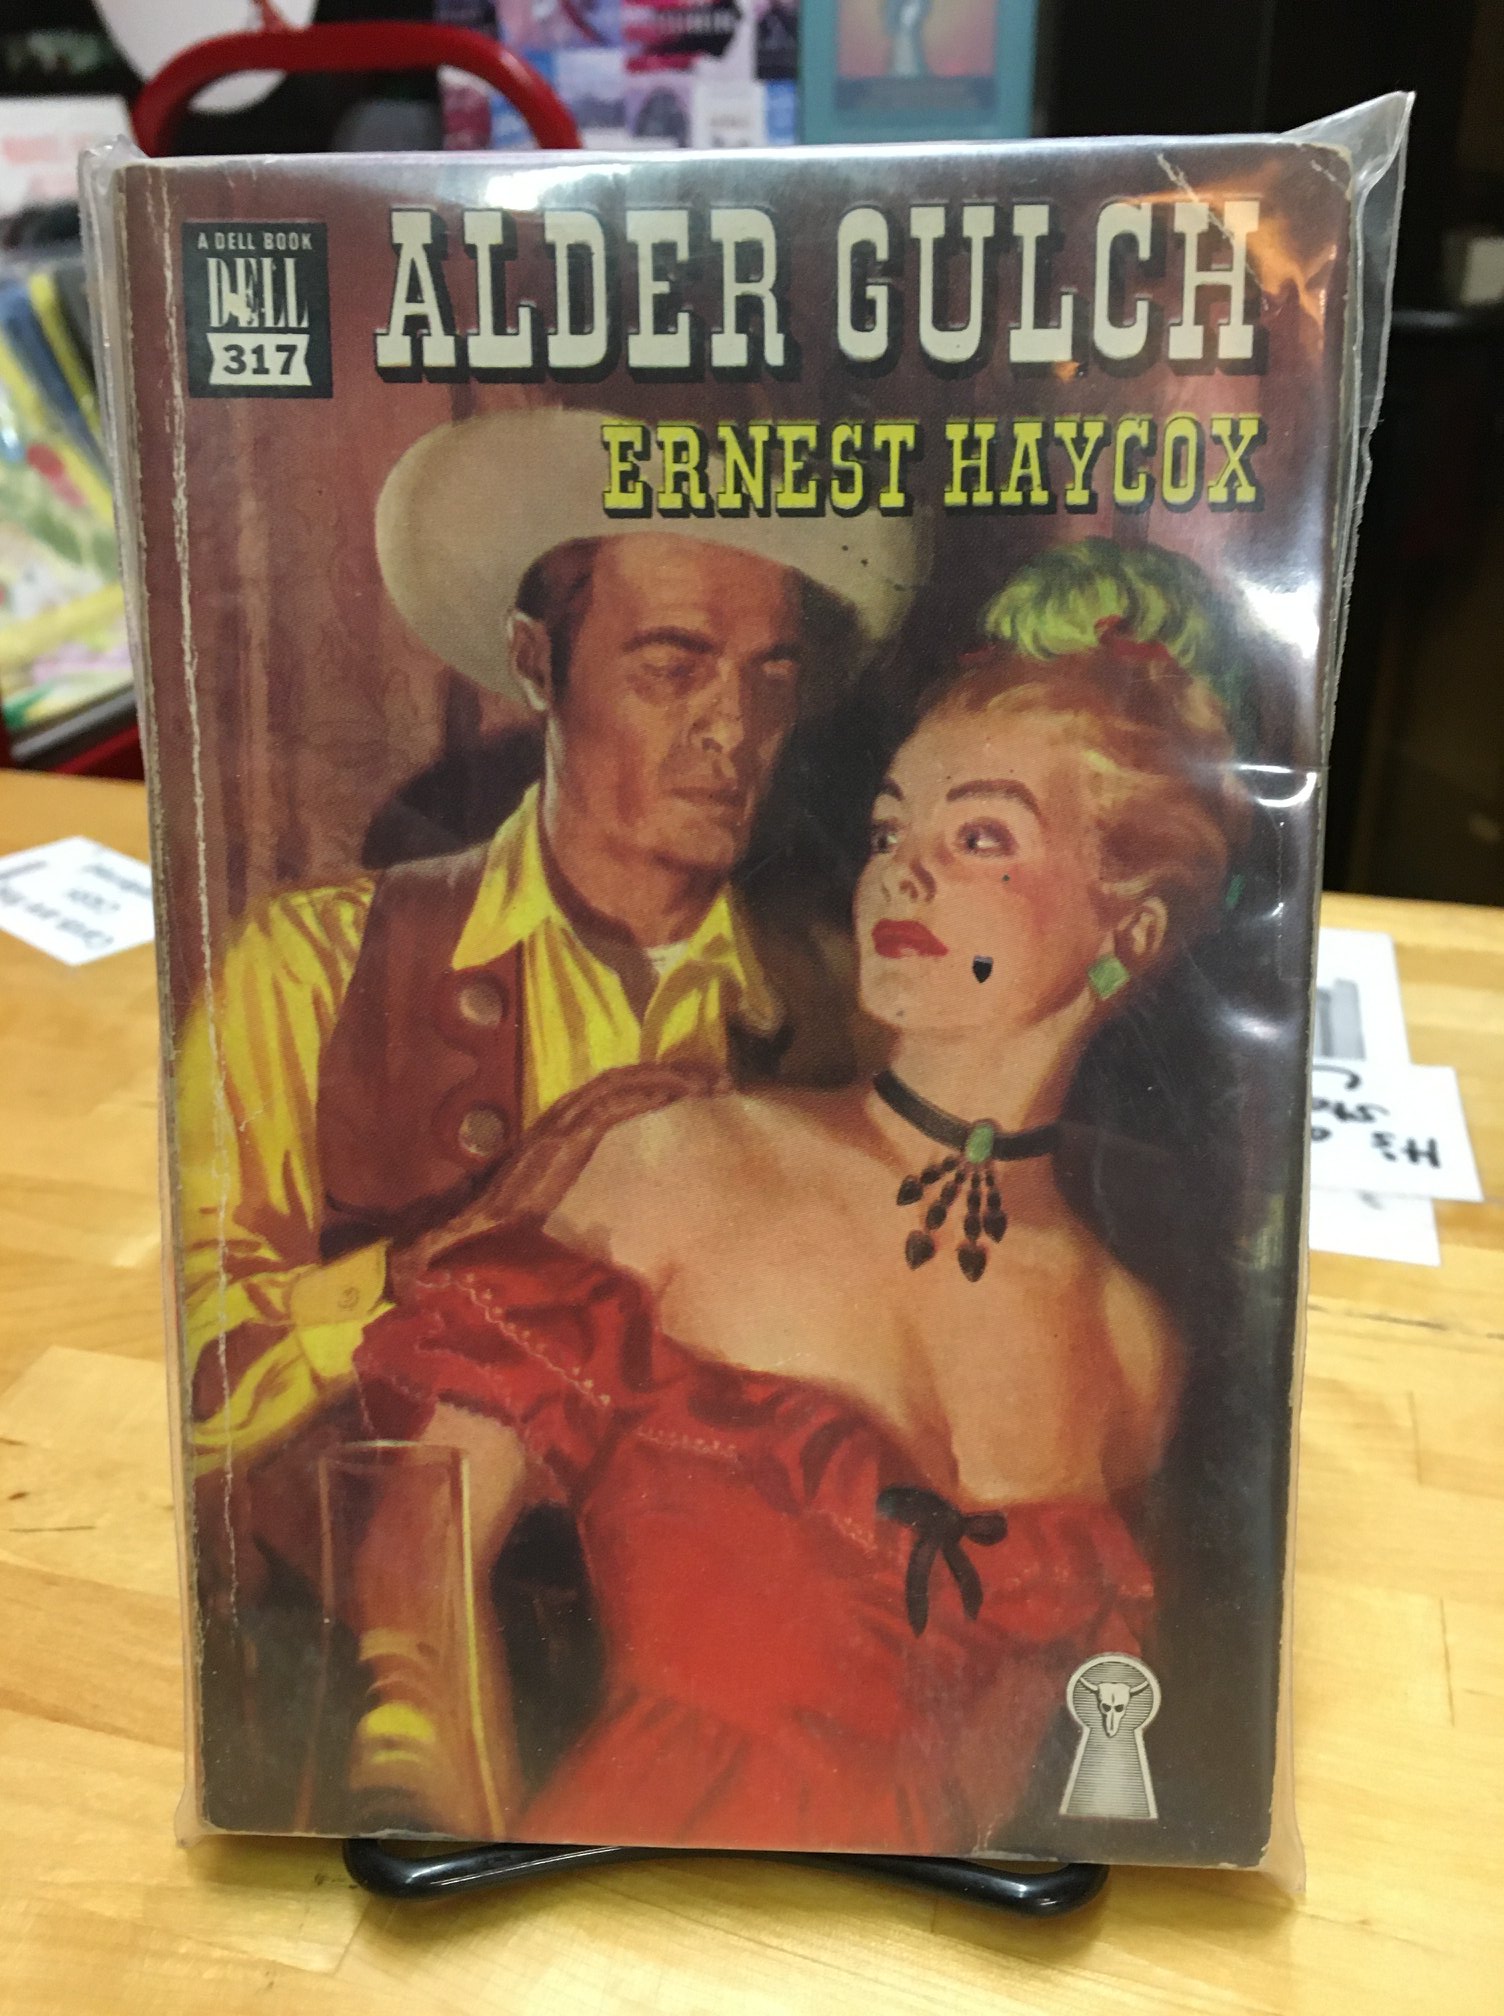 A DELL BOOK
DELL
317
ALDER GULCH
ERNEST HAYCOX